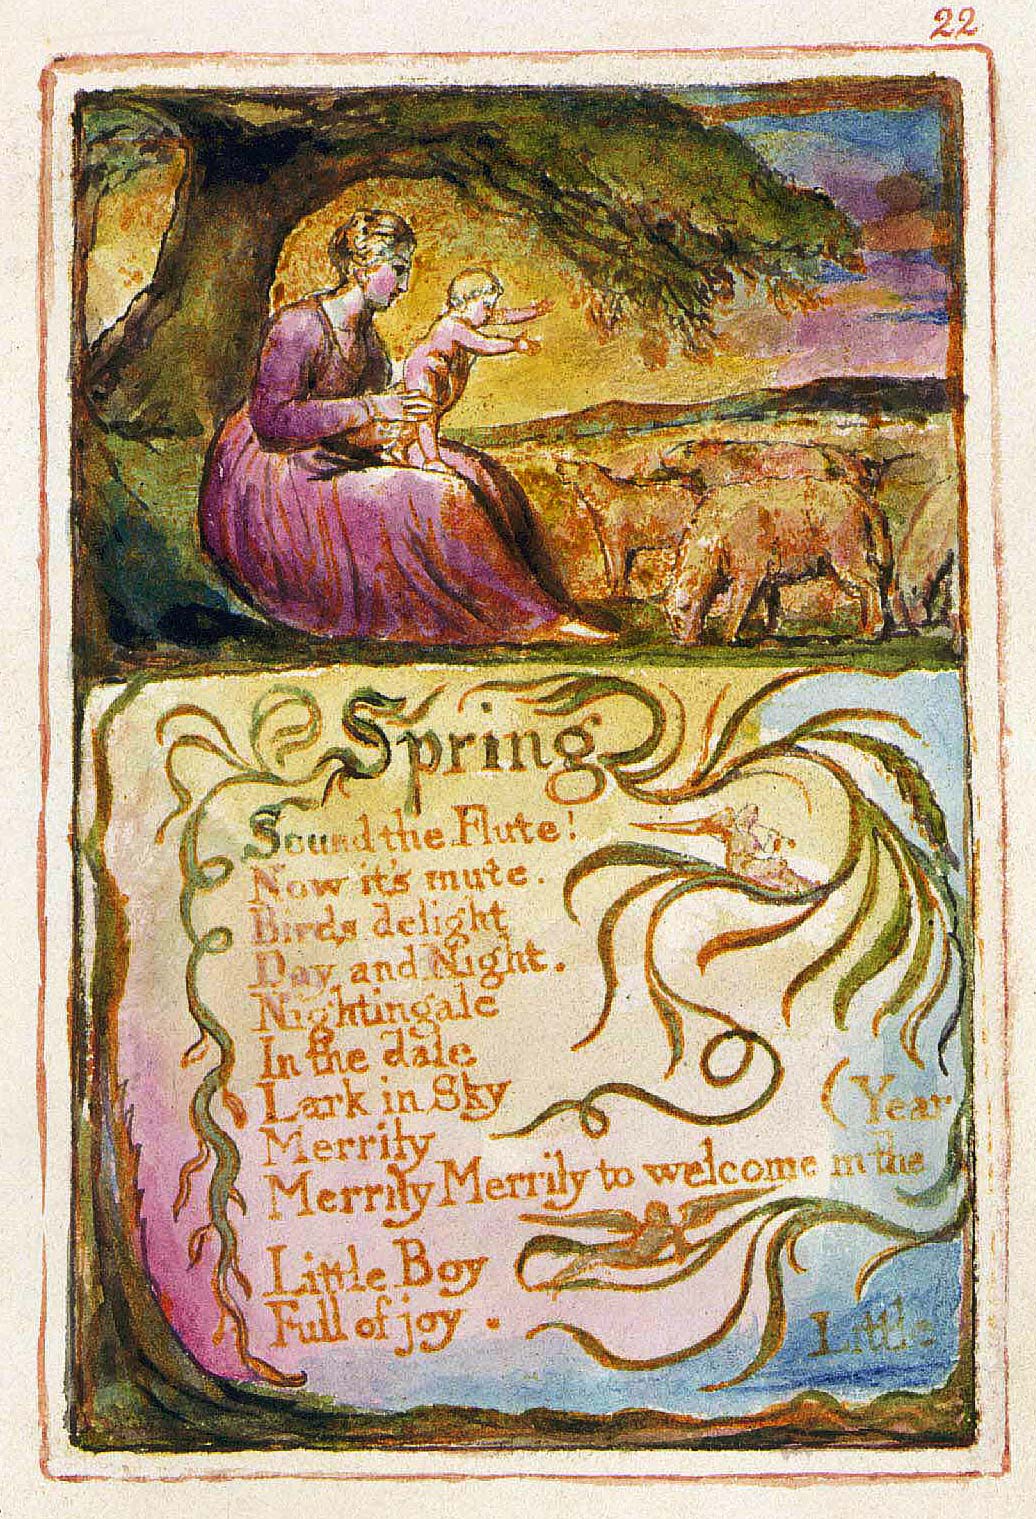 22
Spring
Sound the Flute!
Now it's mute.
Birds delight
Day and Night.
Nightingale
In the dale
Lark in Sky
Merrily
Merrily Merrily to welcome in the
(Year
Little Boy
Full of joy.
Little